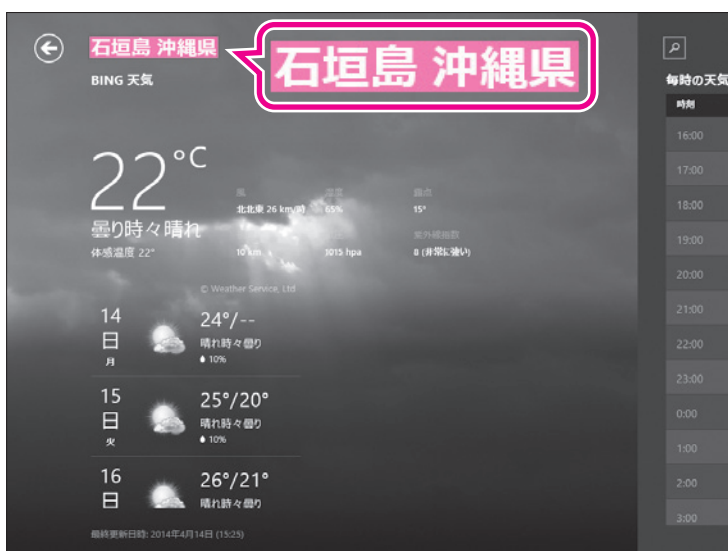 石垣島 沖縄県
石垣島 沖縄県
BING 天気
毎時の天気
時刻
22°C
曇り時々晴れ
体感温度 22°
風 湿度 露点
北北東 26 km/時 65% 15°
紫外線指数
10 km 1015 hpa 8 (非常に強い)
© Weather Service, Ltd
14
日
月
24°/--
晴れ時々曇り
10%
15
日
火
25°/20°
晴れ時々曇り
10%
16
日
26°/21°
晴れ時々曇り
最終更新日時: 2014年4月14日 (15:25)
16:00
17:00
18:00
19:00
20:00
21:00
22:00
23:00
0:00
1:00
2:00
3:00